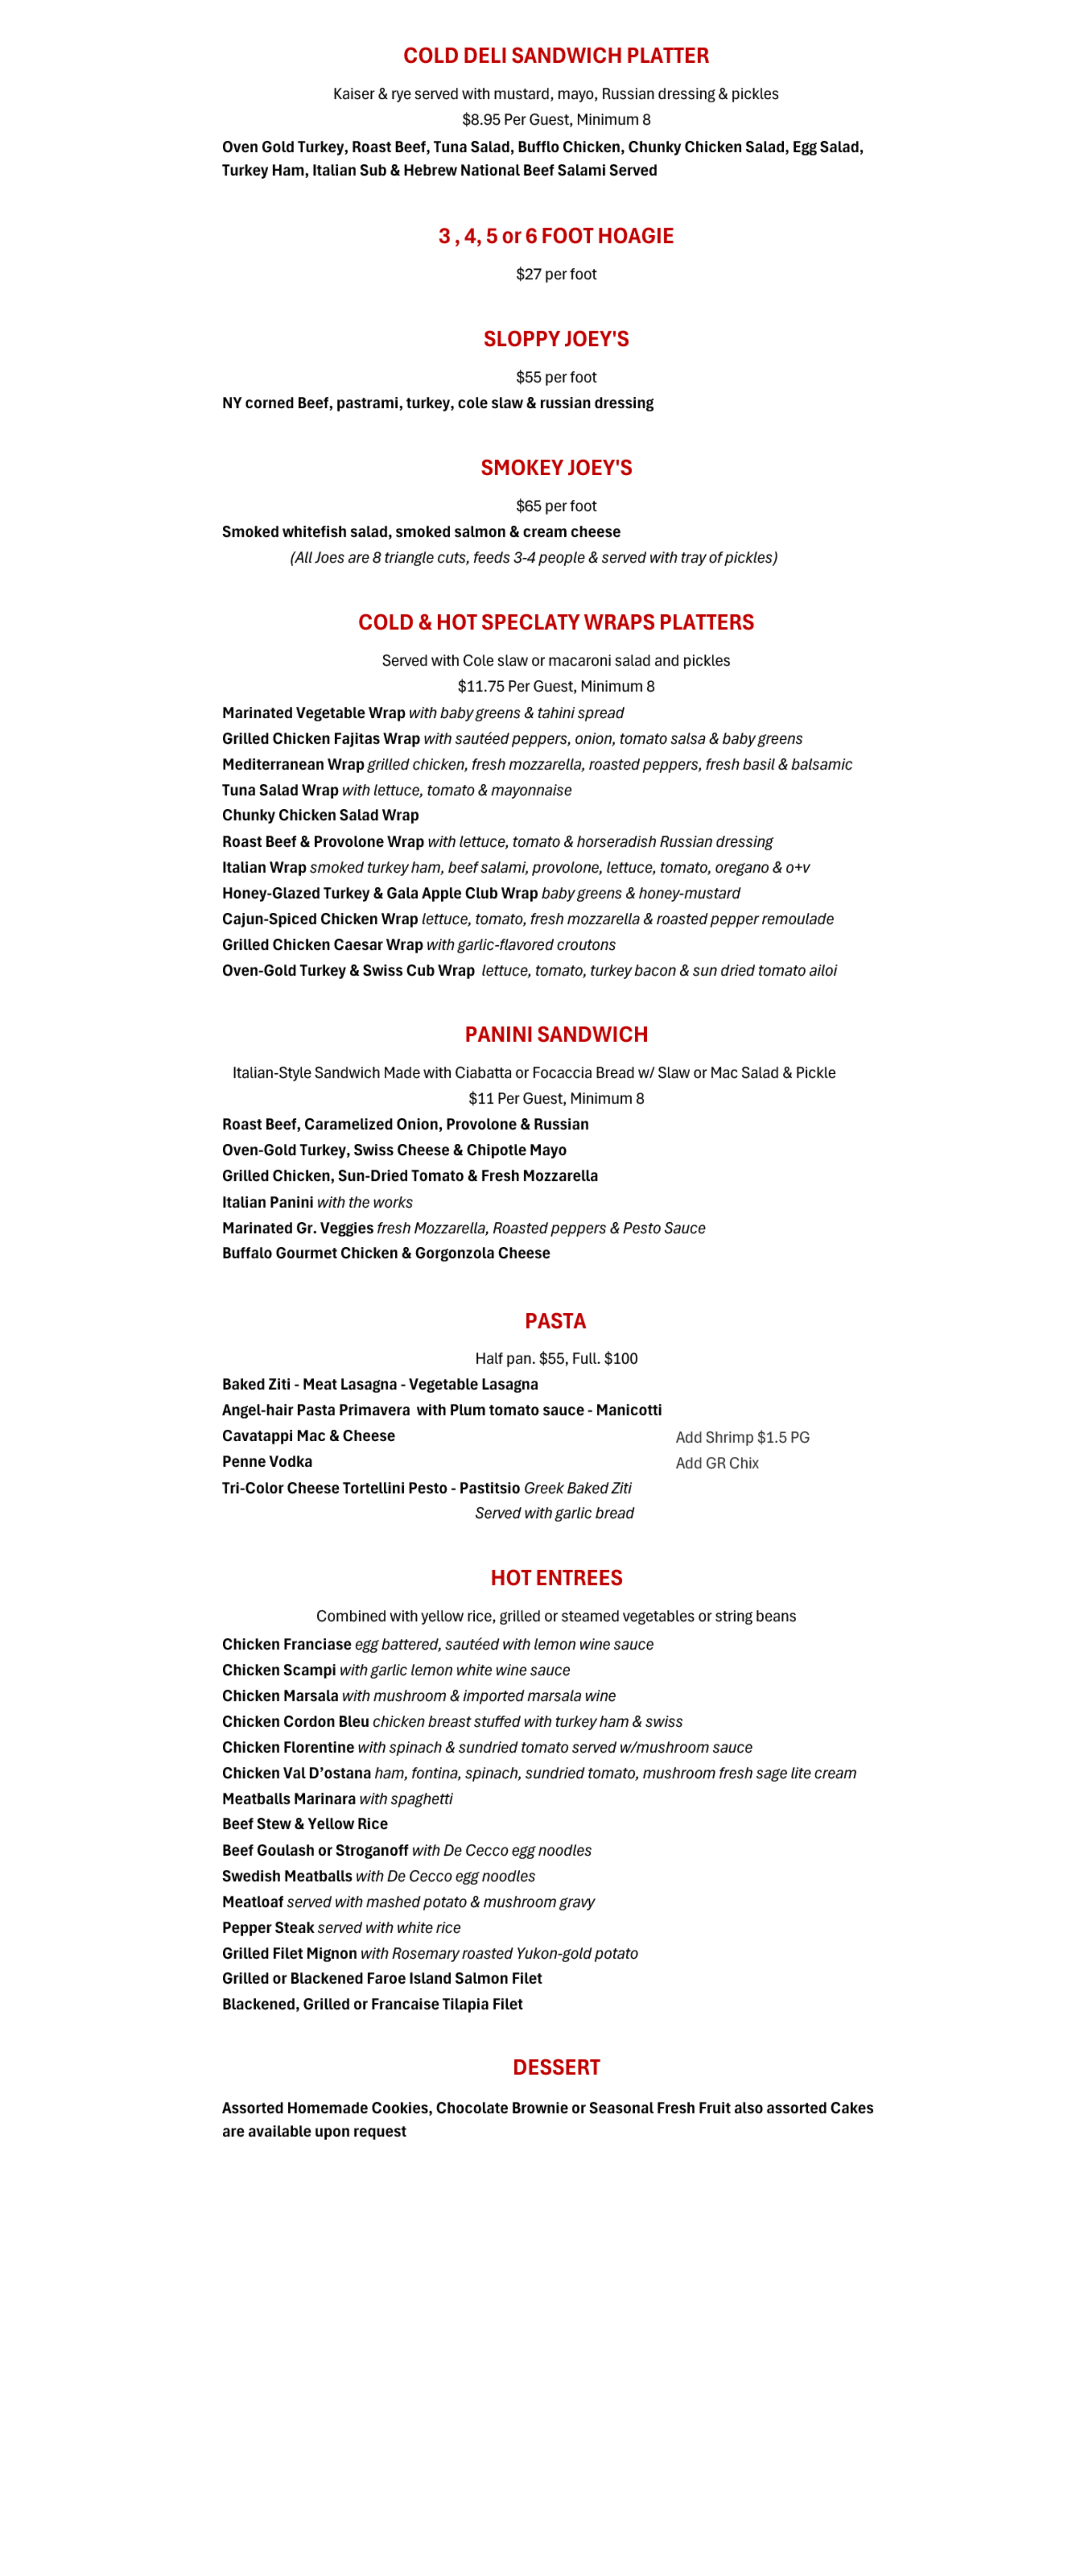 COLD DELI SANDWICH PLATTER
Kaiser & rye served with mustard, mayo, Russian dressing & pickles
$8.95 Per Guest, Minimum 8
Oven Gold Turkey, Roast Beef, Tuna Salad, Bufflo Chicken, Chunky Chicken Salad, Egg Salad,
Turkey Ham, Italian Sub & Hebrew National Beef Salami Served
3 , 4, 5 or 6 FOOT HOAGIE
$27 per foot
SLOPPY JOEY'S
$55 per foot
NY corned Beef, pastrami, turkey, cole slaw & russian dressing
SMOKEY JOEY'S
$65 per foot
Smoked whitefish salad, smoked salmon & cream cheese
(All Joes are 8 triangle cuts, feeds 3-4 people & served with tray of pickles)
COLD & HOT SPECLATY WRAPS PLATTERS
Served with Cole slaw or macaroni salad and pickles
$11.75 Per Guest, Minimum 8
Marinated Vegetable Wrap with baby greens & tahini spread
Grilled Chicken Fajitas Wrap with sautéed peppers, onion, tomato salsa & baby greens
Mediterranean Wrap grilled chicken, fresh mozzarella, roasted peppers, fresh basil & balsamic
Tuna Salad Wrap with lettuce, tomato & mayonnaise
Chunky Chicken Salad Wrap
Roast Beef & Provolone Wrap with lettuce, tomato & horseradish Russian dressing
Italian Wrap smoked turkey ham, beef salami, provolone, lettuce, tomato, oregano & o+v
Honey-Glazed Turkey & Gala Apple Club Wrap baby greens & honey-mustard
Cajun-Spiced Chicken Wrap lettuce, tomato, fresh mozzarella & roasted pepper remoulade
Grilled Chicken Caesar Wrap with garlic-flavored croutons
Oven-Gold Turkey & Swiss Cub Wrap lettuce, tomato, turkey bacon & sun dried tomato ailoi
PANINI SANDWICH
Italian-Style Sandwich Made with Ciabatta or Focaccia Bread w/ Slaw or Mac Salad & Pickle
$11 Per Guest, Minimum 8
Roast Beef, Caramelized Onion, Provolone & Russian
Oven-Gold Turkey, Swiss Cheese & Chipotle Mayo
Grilled Chicken, Sun-Dried Tomato & Fresh Mozzarella
Italian Panini with the works
Marinated Gr. Veggies fresh Mozzarella, Roasted peppers & Pesto Sauce
Buffalo Gourmet Chicken & Gorgonzola Cheese
PASTA
Half pan. $55, Full. $100
Baked Ziti - Meat Lasagna - Vegetable Lasagna
Angel-hair Pasta Primavera with Plum tomato sauce - Manicotti
Cavatappi Mac & Cheese Add Shrimp $1.5 PG
Penne Vodka Add GR Chix
Tri-Color Cheese Tortellini Pesto - Pastitsio Greek Baked Ziti
Served with garlic bread
HOT ENTREES
Combined with yellow rice, grilled or steamed vegetables or string beans
Chicken Franciase egg battered, sautéed with lemon wine sauce
Chicken Scampi with garlic lemon white wine sauce
Chicken Marsala with mushroom & imported marsala wine
Chicken Cordon Bleu chicken breast stuffed with turkey ham & swiss
Chicken Florentine with spinach & sundried tomato served w/mushroom sauce
Chicken Val D’ostana ham, fontina, spinach, sundried tomato, mushroom fresh sage lite cream
Meatballs Marinara with spaghetti
Beef Stew & Yellow Rice
Beef Goulash or Stroganoff with De Cecco egg noodles
Swedish Meatballs with De Cecco egg noodles
Meatloaf served with mashed potato & mushroom gravy
Pepper Steak served with white rice
Grilled Filet Mignon with Rosemary roasted Yukon-gold potato
Grilled or Blackened Faroe Island Salmon Filet
Blackened, Grilled or Francaise Tilapia Filet
DESSERT
Assorted Homemade Cookies, Chocolate Brownie or Seasonal Fresh Fruit also assorted Cakes
are available upon request